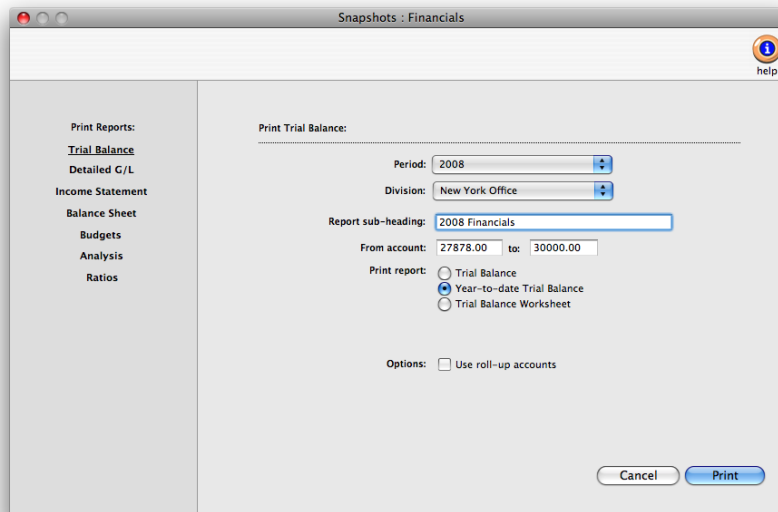 Snapshots : Financials
help
Print Reports:
Trial Balance
Detailed G/L
Income Statement
Balance Sheet
Budgets
Analysis
Ratios
Print Trial Balance:
Period: 2008
Division: New York Office
Report sub-heading: 2008 Financials
From account: 27878.00 to: 30000.00
Print report: Trial Balance
Year-to-date Trial Balance
Trial Balance Worksheet
Options: Use roll-up accounts
Cancel Print